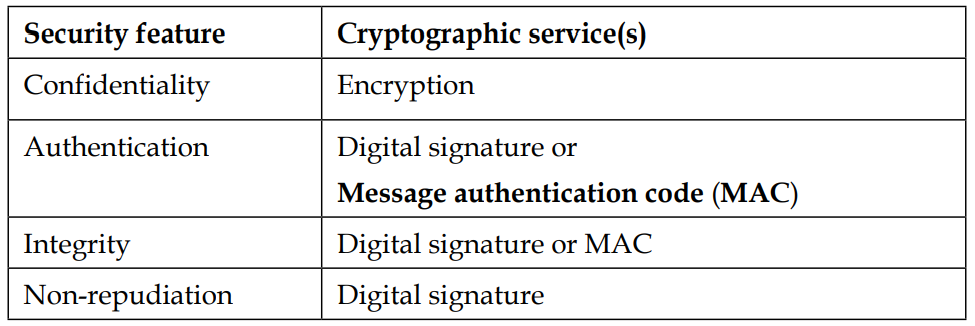 Security feature Cryptographic service(s)
Confidentiality Encryption
Authentication Digital signature or
Message authentication code (MAC)
Integrity Digital signature or MAC
Non-repudiation Digital signature